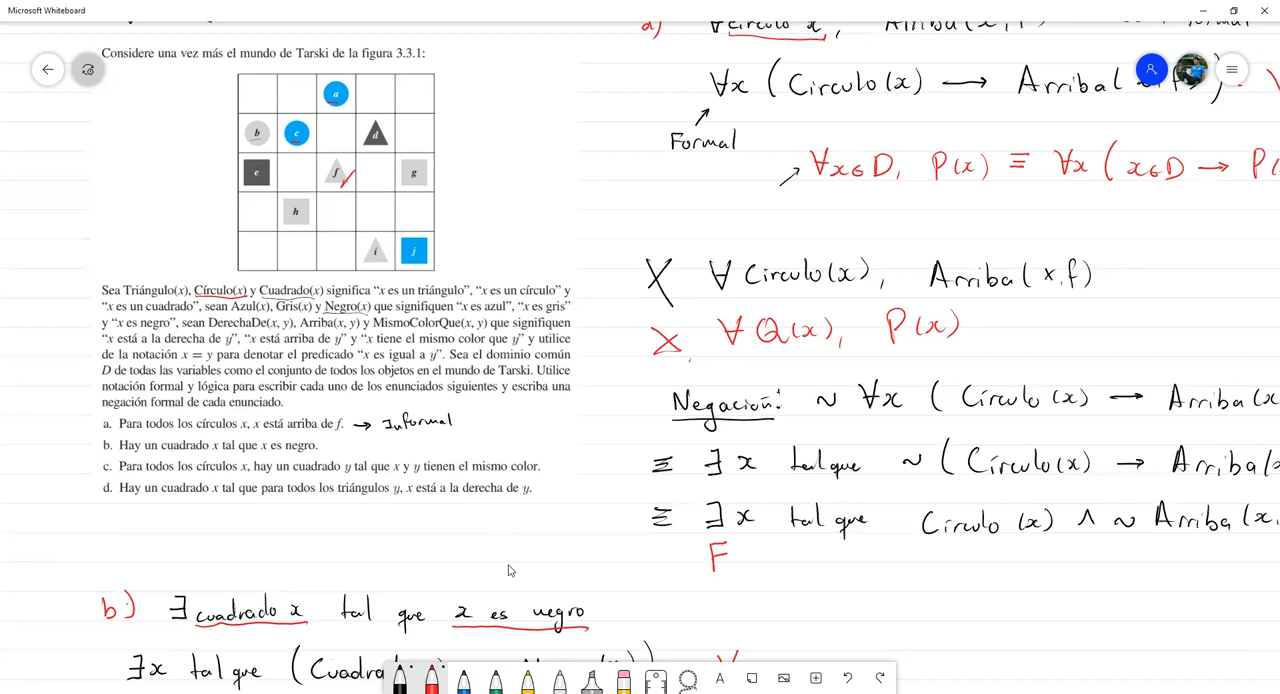 Microsoft Whiteboard
Considere una vez más el mundo de Tarski de la figura 3.3.1:
a
b c d
e f g
h
i j
Sea Triángulo(x), Círculo(x) y Cuadrado(x) significa “x es un triángulo”, “x es un círculo” y
“x es un cuadrado”, sean Azul(x), Gris(x) y Negro(x) que signifiquen “x es azul”, “x es gris”
y “x es negro”, sean DerechaDe(x, y), Arriba(x, y) y MismoColorQue(x, y) que signifiquen
“x está a la derecha de y”, “x está arriba de y” y “x tiene el mismo color que y” y utilice
de la notación x = y para denotar el predicado “x es igual a y”. Sea el dominio común
D de todas las variables como el conjunto de todos los objetos en el mundo de Tarski. Utilice
notación formal y lógica para escribir cada uno de los enunciados siguientes y escriba una
negación formal de cada enunciado.
a. Para todos los círculos x, x está arriba de f. → Informal
b. Hay un cuadrado x tal que x es negro.
c. Para todos los círculos x, hay un cuadrado y tal que x y y tienen el mismo color.
d. Hay un cuadrado x tal que para todos los triángulos y, x está a la derecha de y.
b) ∃ cuadrado x tal que x es negro
∃x tal que (Cuadra
a) ∀ círculo x,
∀x (Circulo(x) → Arriba(
Formal
∀x∈D, P(x) ≡ ∀x (x∈D → P(
X ∀ Circulo(x), Arriba(x,f)
X ∀ Q(x), P(x)
Negación: ~ ∀x (Círculo(x) → Arriba(x
≡ ∃x tal que ~(Círculo(x) → Arriba(x
≡ ∃x tal que Circulo(x) ∧ ~ Arriba(x,
F